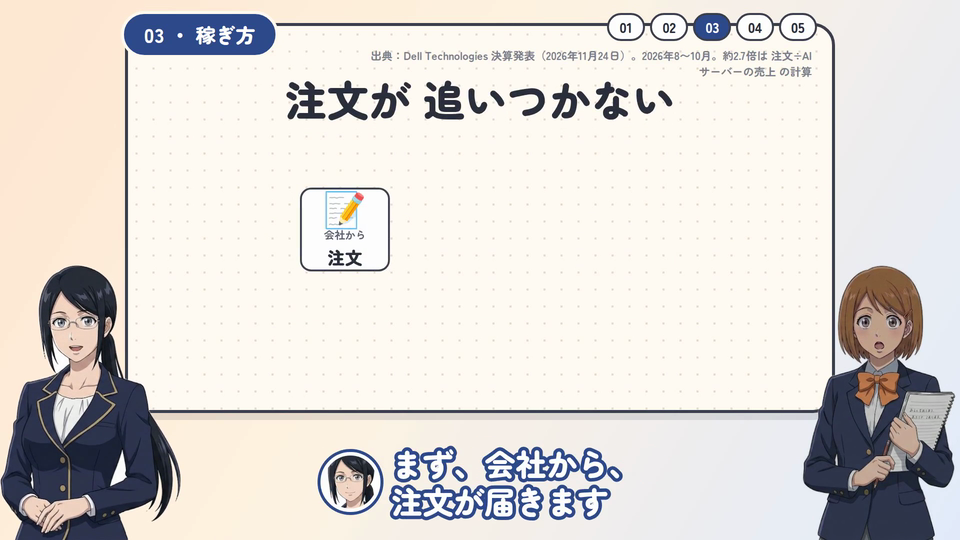 03 ・ 稼ぎ方
01 02 03 04 05
出典：Dell Technologies 決算発表（2026年11月24日）。2026年8〜10月。約2.7倍は 注文÷AI
サーバーの売上 の計算
注文が 追いつかない
会社から
注文
まず、会社から、
注文が届きます